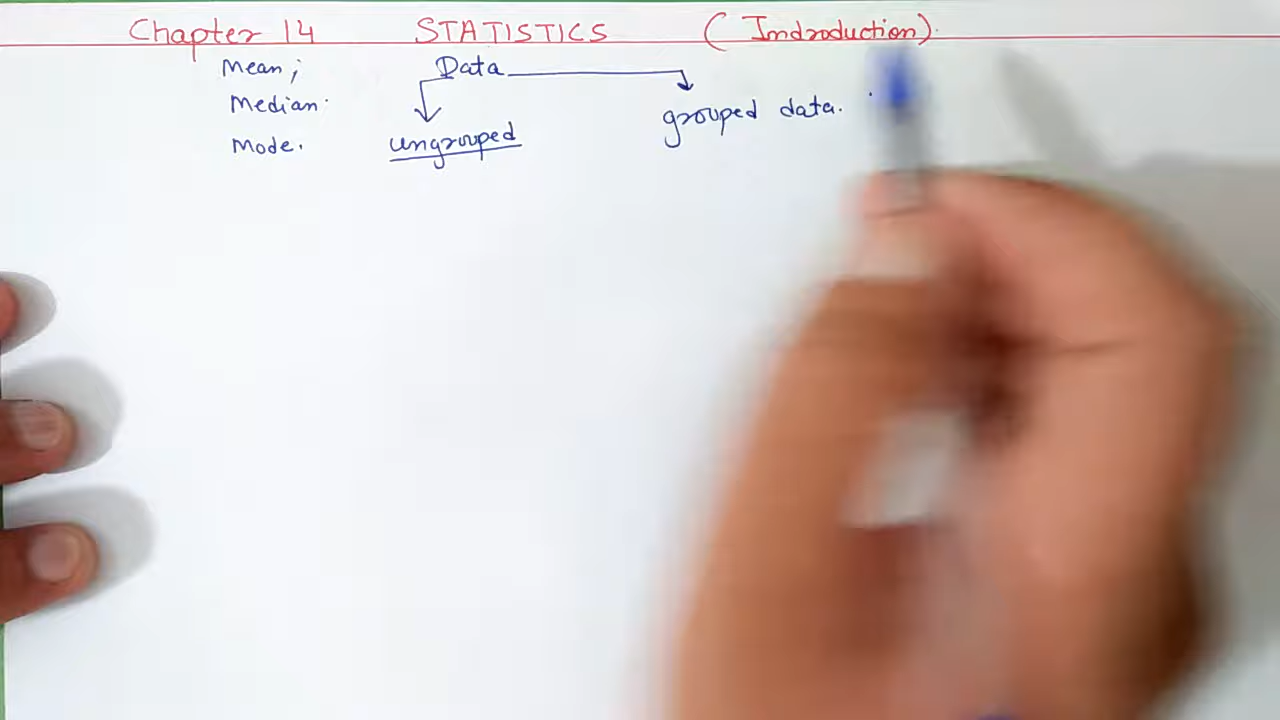 Chapter 14 STATISTICS (Indroduction).
Mean; Data
Median. grouped data.
Mode. ungrouped